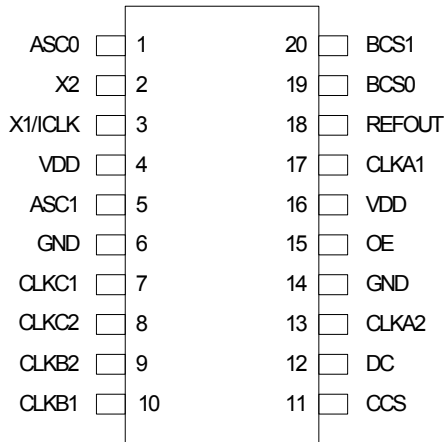 ASC0 1 20 BCS1
X2 2 19 BCS0
X1/ICLK 3 18 REFOUT
VDD 4 17 CLKA1
ASC1 5 16 VDD
GND 6 15 OE
CLKC1 7 14 GND
CLKC2 8 13 CLKA2
CLKB2 9 12 DC
CLKB1 10 11 CCS